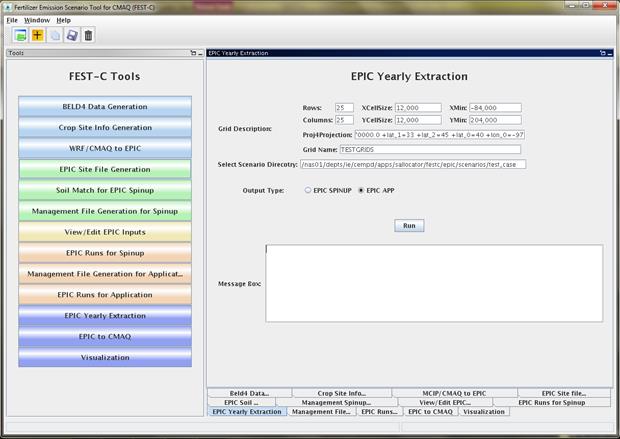 Fertilizer Emission Scenario Tool for CMAQ (FEST-C)
File Window Help
Tools
FEST-C Tools
BELD4 Data Generation
Crop Site Info Generation
WRF/CMAQ to EPIC
EPIC Site File Generation
Soil Match for EPIC Spinup
Management File Generation for Spinup
View/Edit EPIC Inputs
EPIC Runs for Spinup
Management File Generation for Applicat...
EPIC Runs for Application
EPIC Yearly Extraction
EPIC to CMAQ
Visualization
EPIC Yearly Extraction
EPIC Yearly Extraction
Grid Description:
Rows: 25 XCellSize: 12,000 XMin: -84,000
Columns: 25 YCellSize: 12,000 YMin: 204,000
Proj4Projection: "0000.0 +lat_1=33 +lat_2=45 +lat_0=40 +lon_0=-97
Grid Name: TESTGRIDS
Select Scenario Direcotry: /nas01/depts/ie/cempd/apps/sallocator/festc/epic/scenarios/test_case
Output Type: EPIC SPINUP EPIC APP
Run
Message Box:
Beld4 Data... Crop Site Info... MCIP/CMAQ to EPIC EPIC Site file...
EPIC Soil ... Management Spinup... View/Edit EPIC... EPIC Runs for Spinup
EPIC Yearly Extraction Management File... EPIC Runs... EPIC to CMAQ Visualization